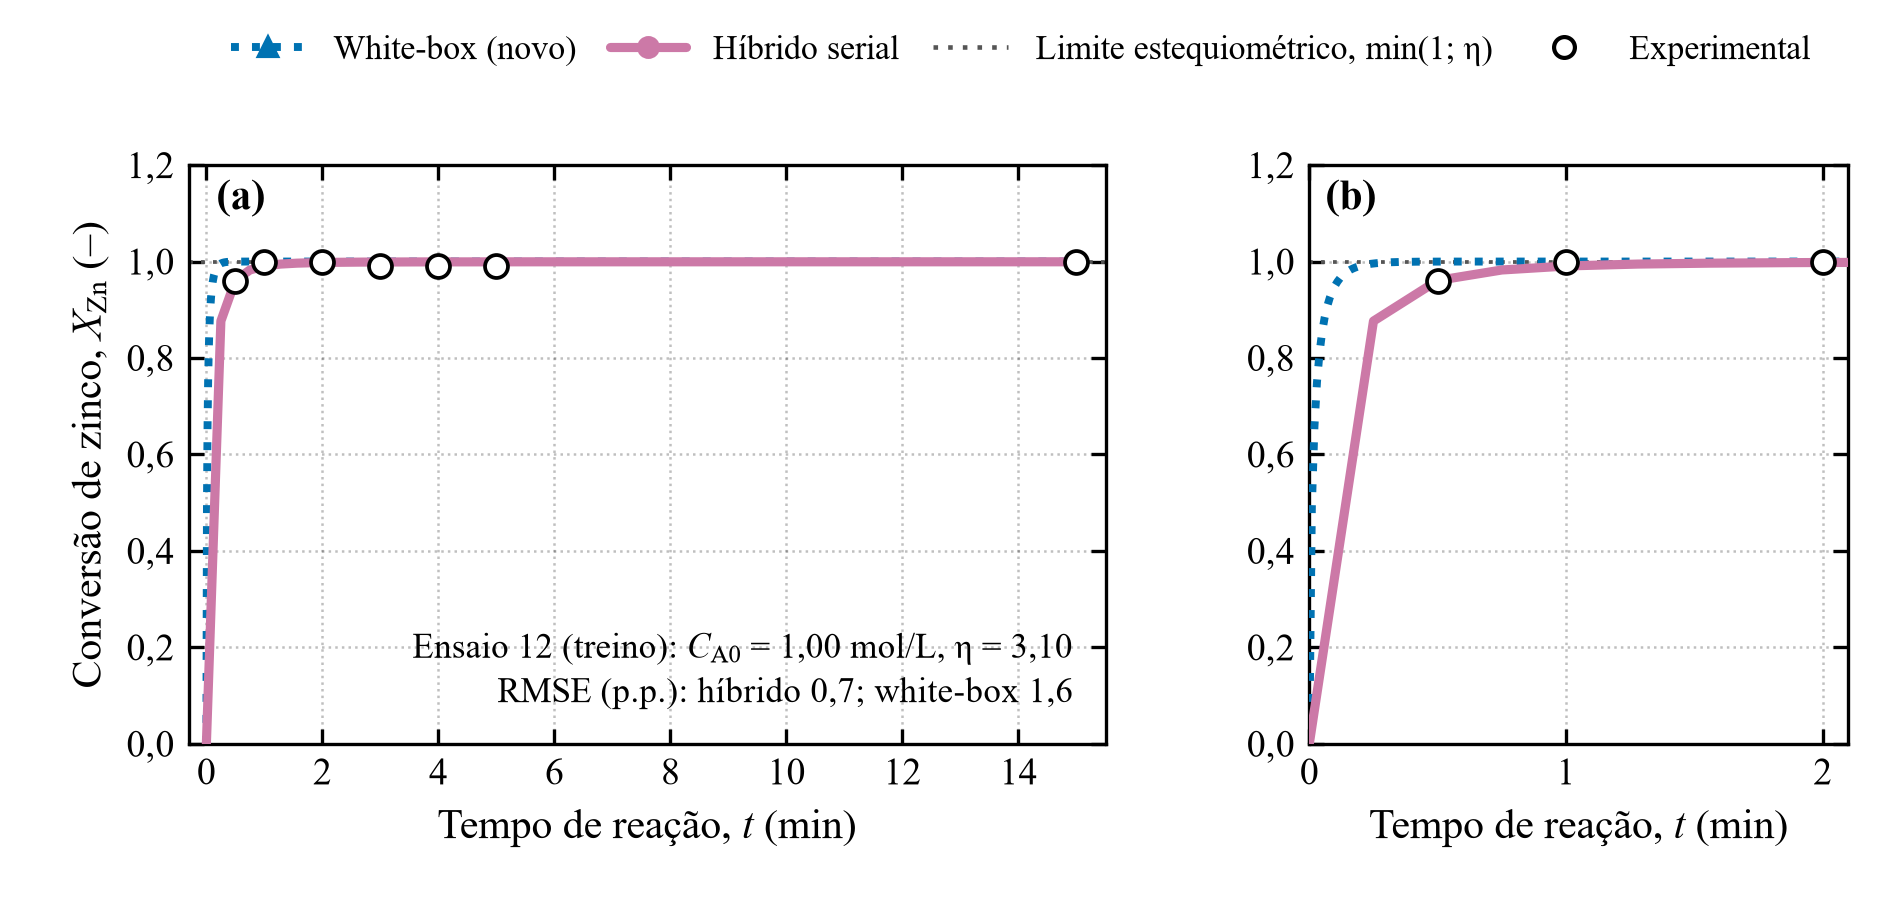 White-box (novo) Híbrido serial Limite estequiométrico, min(1; η) Experimental
(a)
1,2
1,0
0,8
0,6
0,4
0,2
0,0
Conversão de zinco, XZn (−)
Ensaio 12 (treino): CA0 = 1,00 mol/L, η = 3,10
RMSE (p.p.): híbrido 0,7; white-box 1,6
0 2 4 6 8 10 12 14
Tempo de reação, t (min)
(b)
1,2
1,0
0,8
0,6
0,4
0,2
0,0
0 1 2
Tempo de reação, t (min)